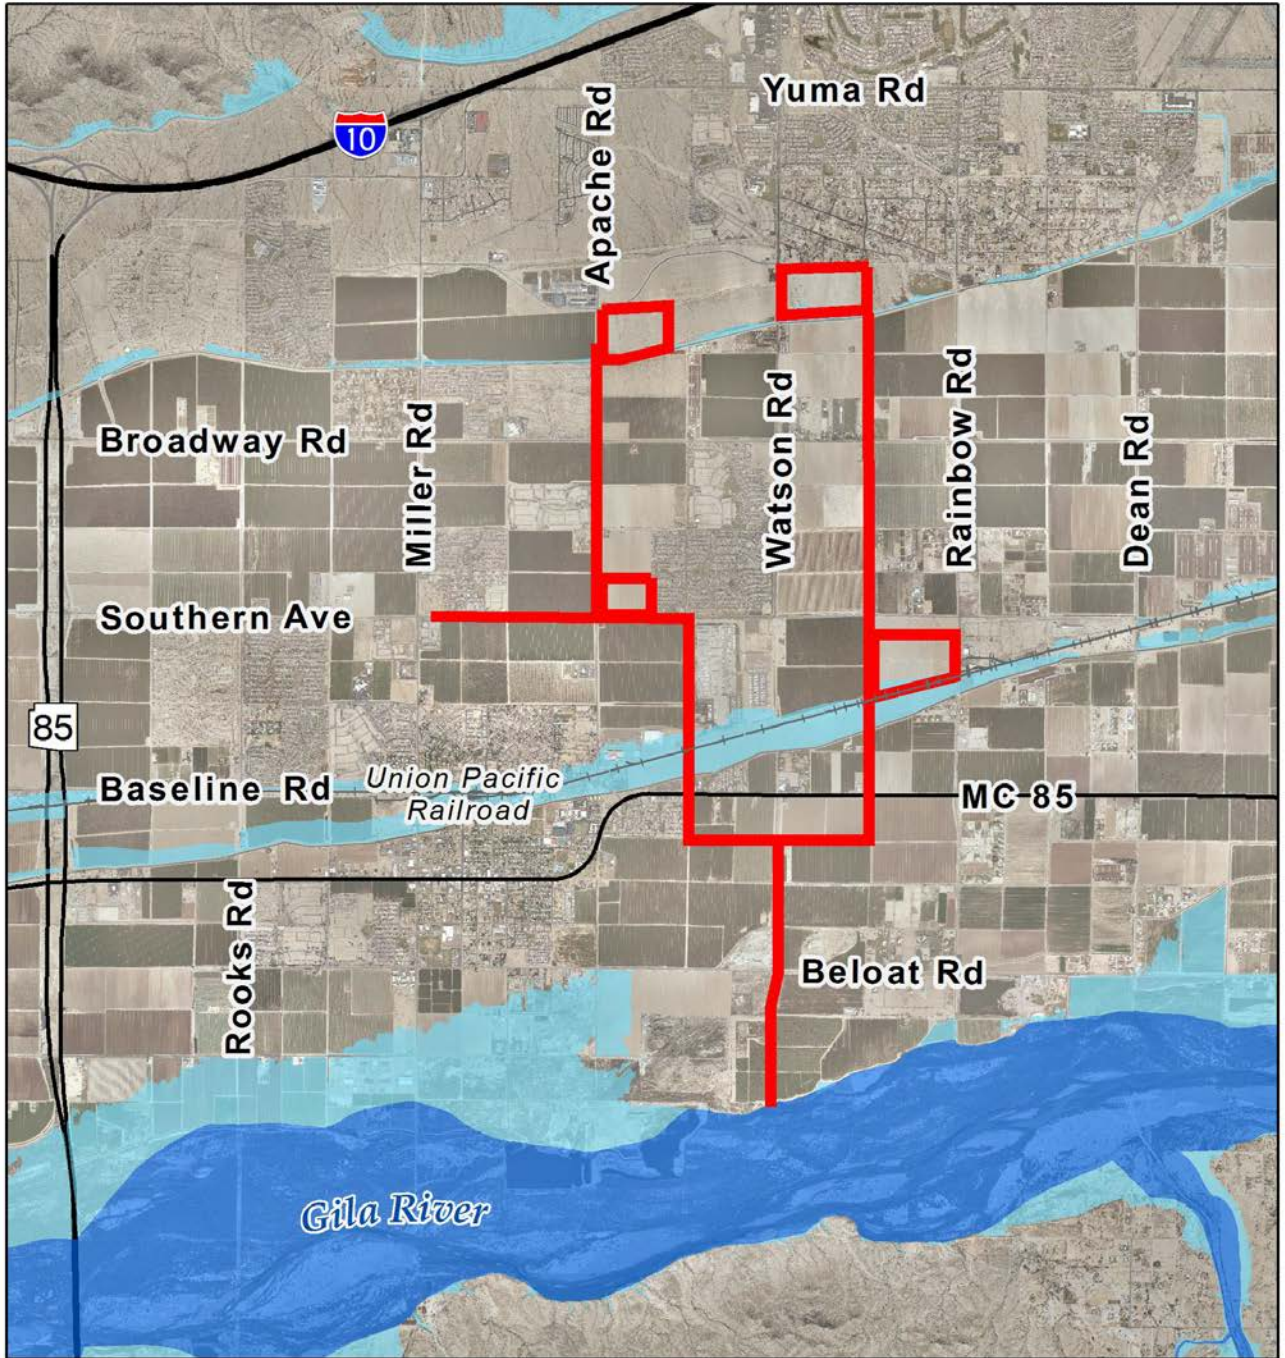 Yuma Rd
Apache Rd
10
Broadway Rd
Miller Rd
Watson Rd
Rainbow Rd
Dean Rd
Southern Ave
85
Baseline Rd
Union Pacific
Railroad
MC 85
Rooks Rd
Beloat Rd
Gila River